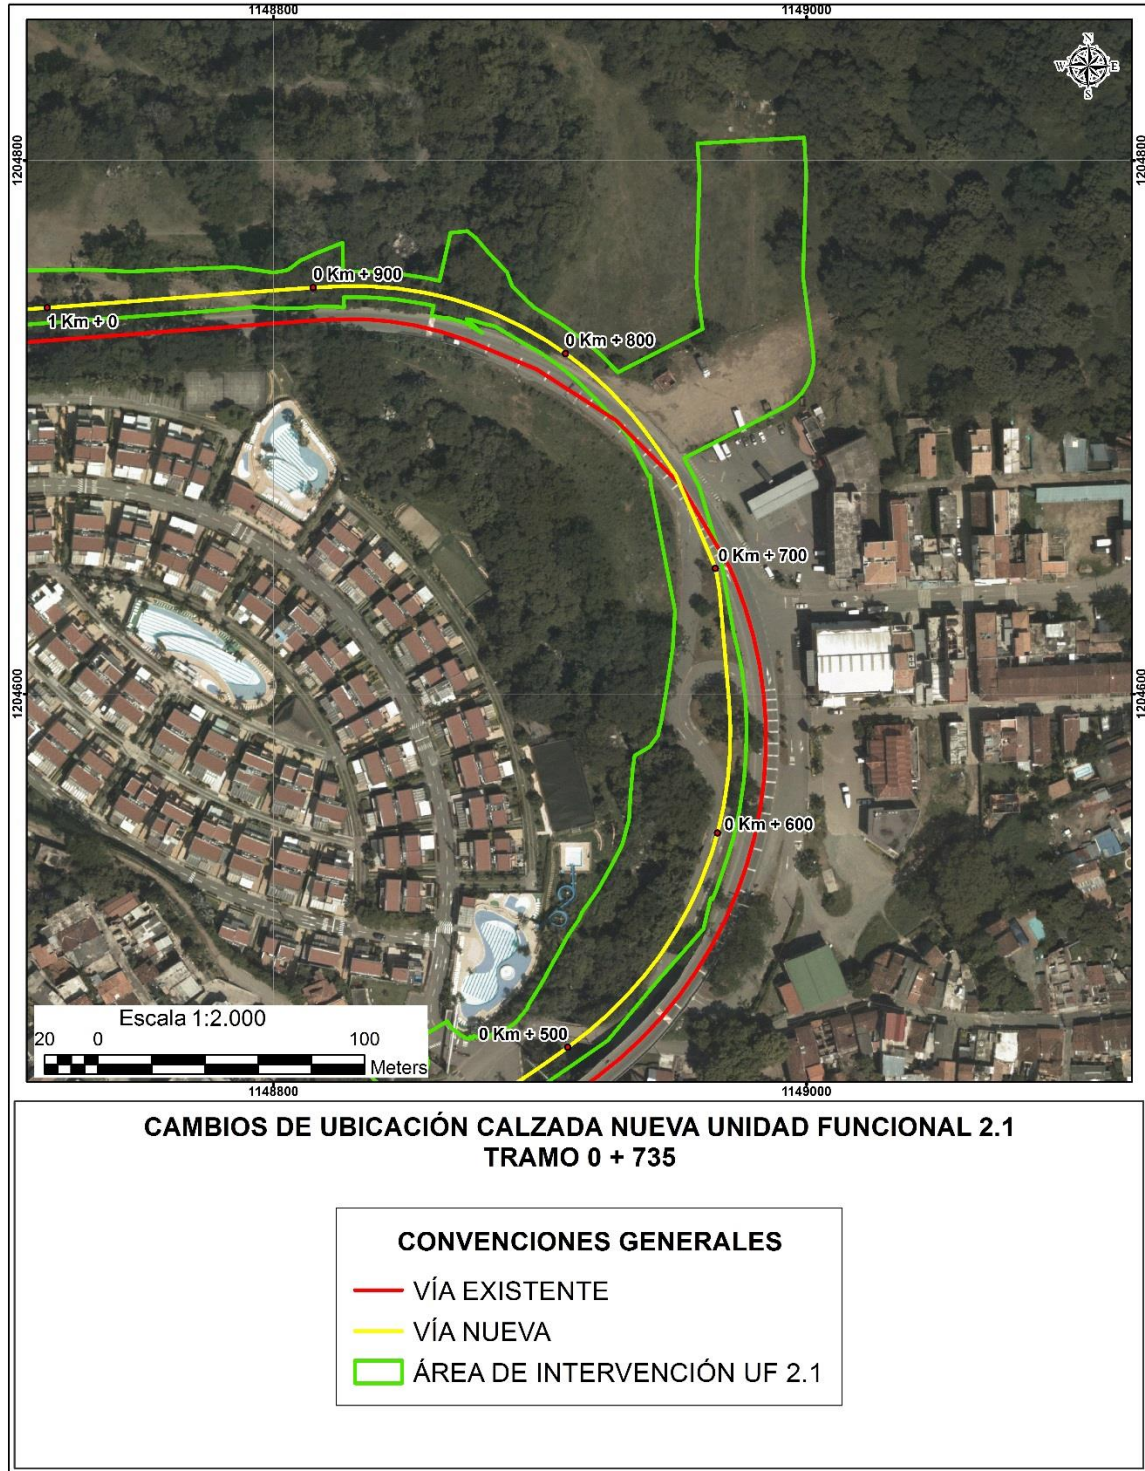 1148800 1149000
N
W E
S
1204800 1204800
0 Km + 900
1 Km + 0
0 Km + 800
0 Km + 700
1204600 1204600
0 Km + 600
0 Km + 500
Escala 1:2.000
20 0 100
Meters
1148800 1149000
CAMBIOS DE UBICACIÓN CALZADA NUEVA UNIDAD FUNCIONAL 2.1
TRAMO 0 + 735
CONVENCIONES GENERALES
VÍA EXISTENTE
VÍA NUEVA
ÁREA DE INTERVENCIÓN UF 2.1